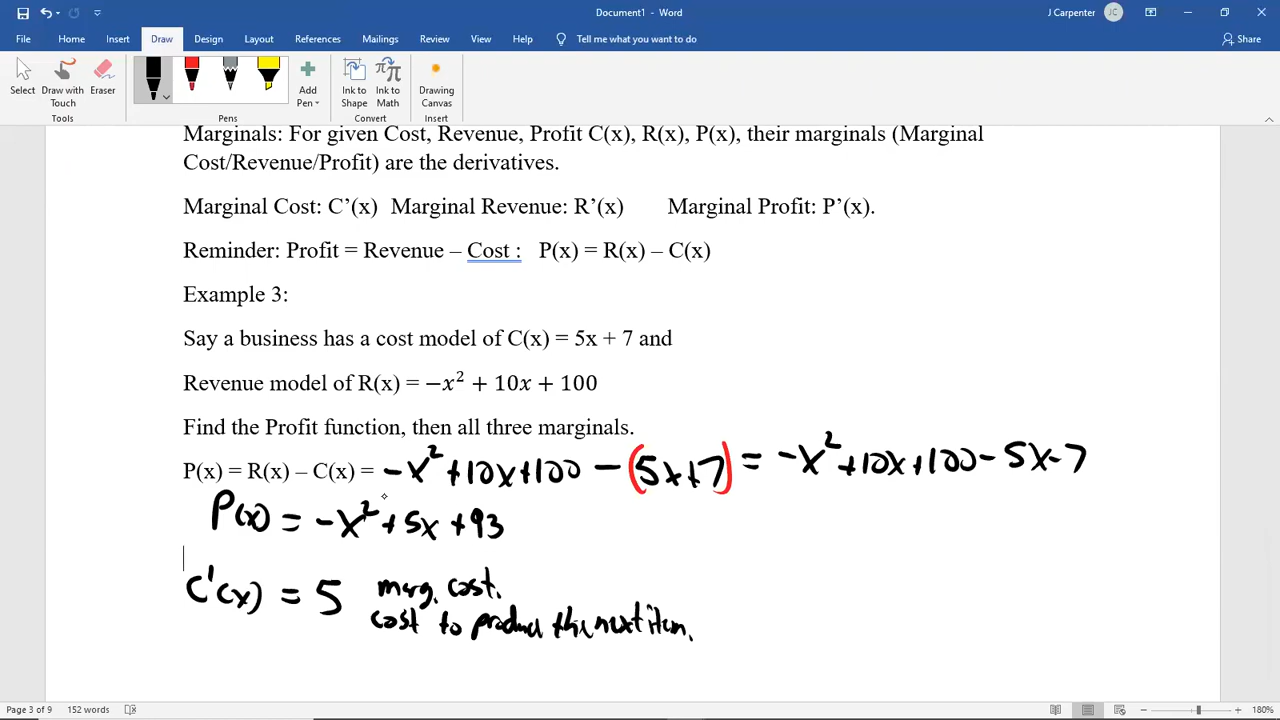 Document1 - Word
J Carpenter JC
File Home Insert Draw Design Layout References Mailings Review View Help Tell me what you want to do Share
Select Draw with Touch Eraser Add Pen Ink to Shape Ink to Math Drawing Canvas
Tools Pens Convert Insert
Marginals: For given Cost, Revenue, Profit C(x), R(x), P(x), their marginals (Marginal
Cost/Revenue/Profit) are the derivatives.
Marginal Cost: C’(x) Marginal Revenue: R’(x) Marginal Profit: P’(x).
Reminder: Profit = Revenue – Cost : P(x) = R(x) – C(x)
Example 3:
Say a business has a cost model of C(x) = 5x + 7 and
Revenue model of R(x) = −x² + 10x + 100
Find the Profit function, then all three marginals.
P(x) = R(x) – C(x) = -x² + 10x + 100 - (5x + 7) = -x² + 10x + 100 - 5x - 7
P(x) = -x² + 5x + 93
C'(x) = 5 marg. cost.
cost to produce the next item.
Page 3 of 9 152 words 180%